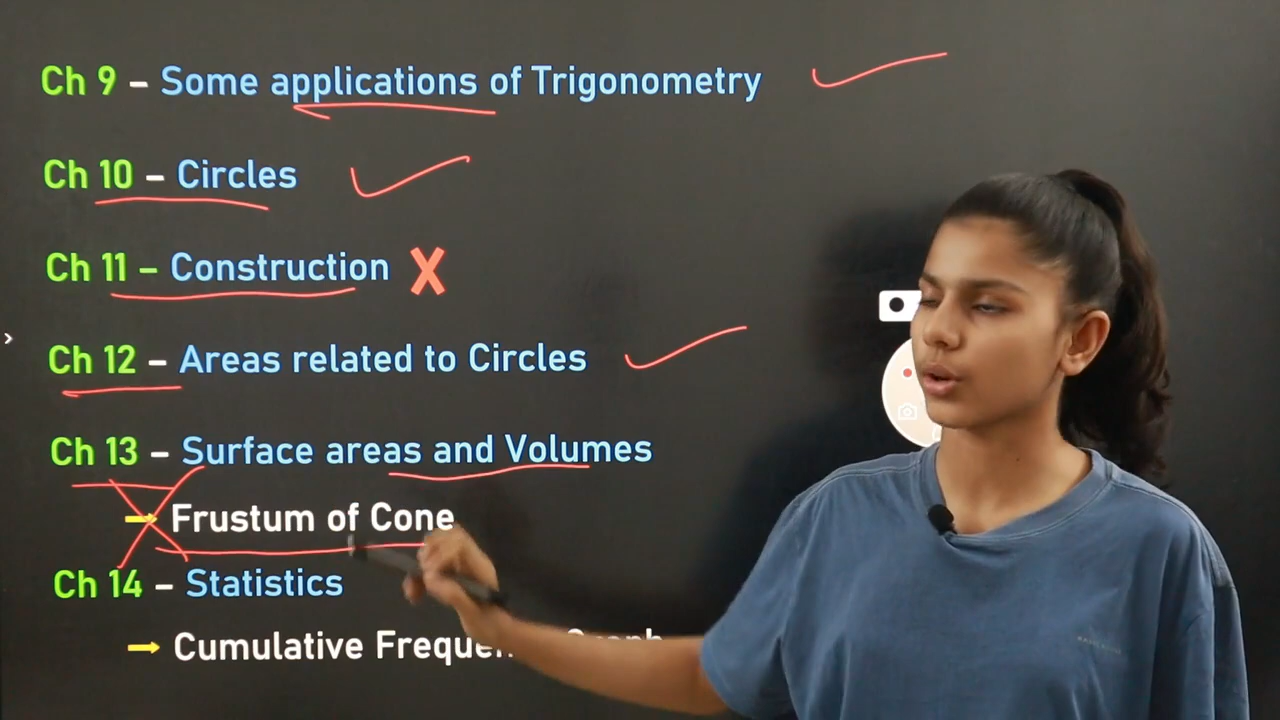 Ch 9 – Some applications of Trigonometry
Ch 10 – Circles
Ch 11 – Construction X
Ch 12 – Areas related to Circles
Ch 13 – Surface areas and Volumes
Frustum of Cone
Ch 14 – Statistics
Cumulative